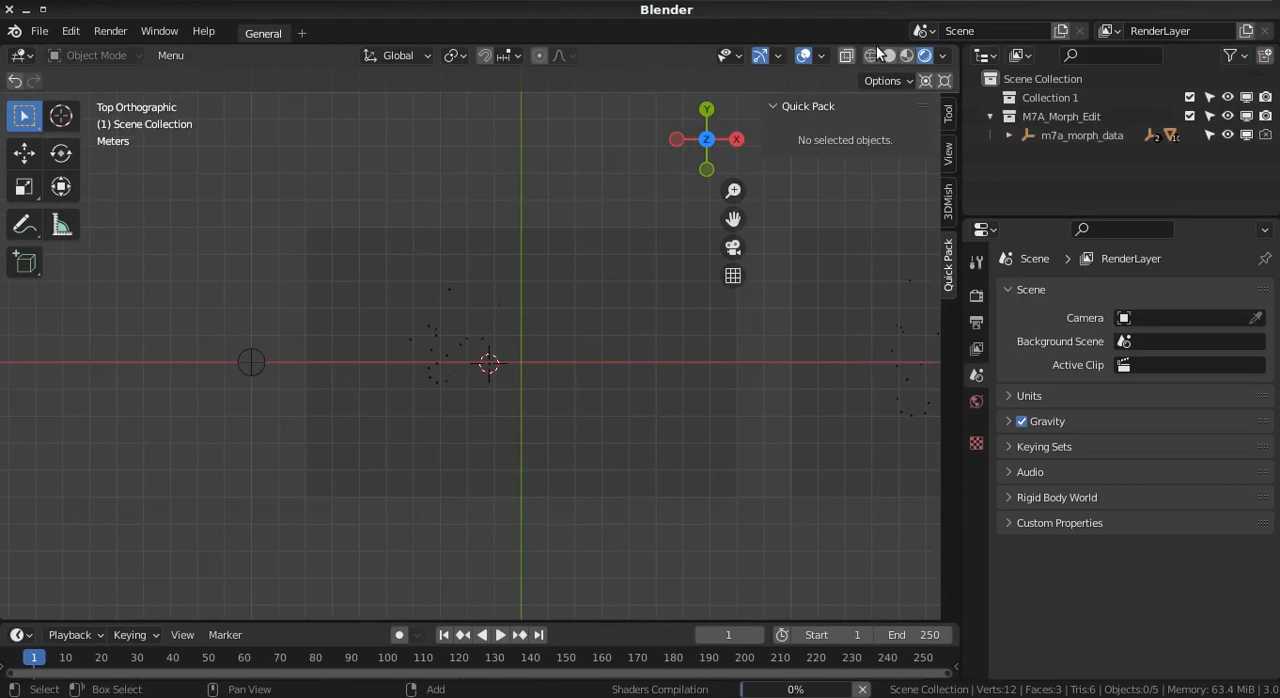 Blender
File Edit Render Window Help General + Scene RenderLayer
Object Mode Menu Global
Options
Top Orthographic
(1) Scene Collection
Meters
Y
X
Z
Quick Pack
No selected objects.
Tool
View
3DMish
Quick Pack
Scene Collection
Collection 1
M7A_Morph_Edit
m7a_morph_data 2 10
Scene > RenderLayer
Scene
Camera
Background Scene
Active Clip
Units
Gravity
Keying Sets
Audio
Rigid Body World
Custom Properties
Playback Keying View Marker 1 Start 1 End 250
1 10 20 30 40 50 60 70 80 90 100 110 120 130 140 150 160 170 180 190 200 210 220 230 240 250
Select Box Select Pan View Add Shaders Compilation 0% Scene Collection | Verts:12 | Faces:3 | Tris:6 | Objects:0/5 | Memory: 63.4 MiB | 3.0